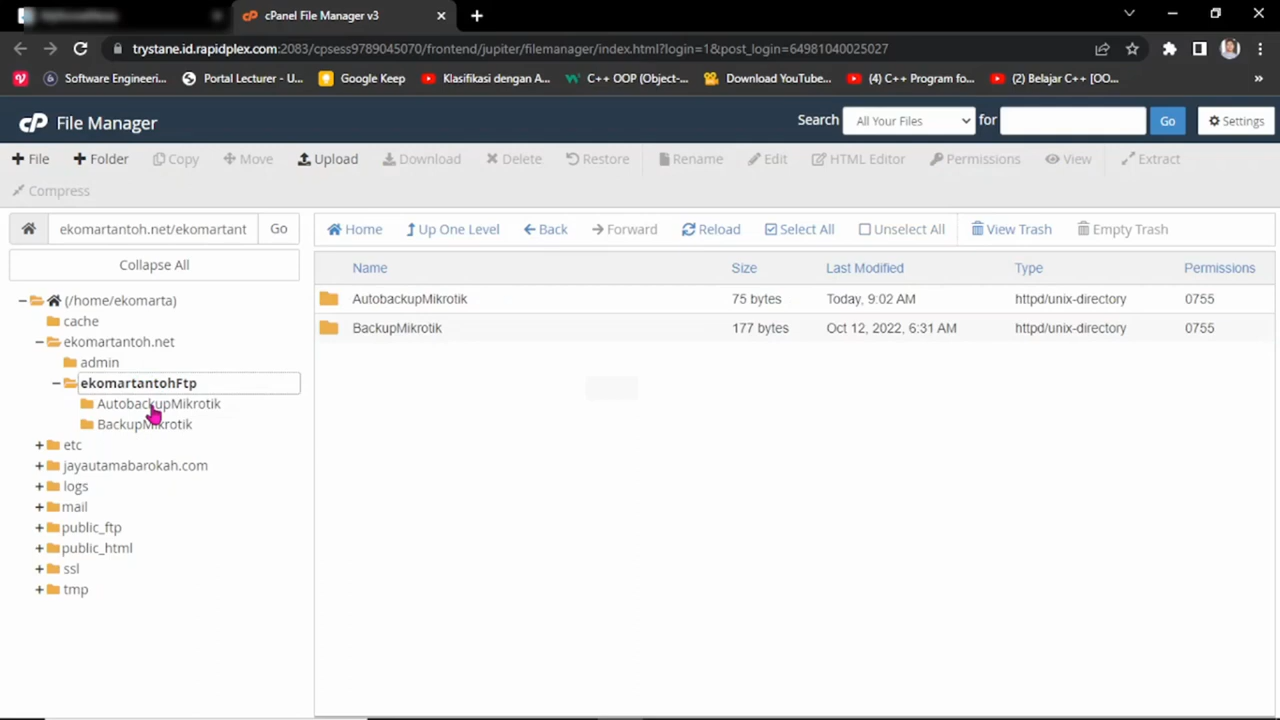 cPanel File Manager v3
trystane.id.rapidplex.com:2083/cpsess9789045070/frontend/jupiter/filemanager/index.html?login=1&post_login=64981040025027
Software Engineeri... Portal Lecturer - U... Google Keep Klasifikasi dengan A... C++ OOP (Object-... Download YouTube... (4) C++ Program fo... (2) Belajar C++ [OO... »
cP File Manager Search All Your Files for Go Settings
File Folder Copy Move Upload Download Delete Restore Rename Edit HTML Editor Permissions View Extract
Compress
ekomartantoh.net/ekomartant Go Home Up One Level Back Forward Reload Select All Unselect All View Trash Empty Trash
Collapse All
Name Size Last Modified Type Permissions
AutobackupMikrotik 75 bytes Today, 9:02 AM httpd/unix-directory 0755
BackupMikrotik 177 bytes Oct 12, 2022, 6:31 AM httpd/unix-directory 0755
(/home/ekomarta)
cache
ekomartantoh.net
admin
ekomartantohFtp
AutobackupMikrotik
BackupMikrotik
etc
jayautamabarokah.com
logs
mail
public_ftp
public_html
ssl
tmp